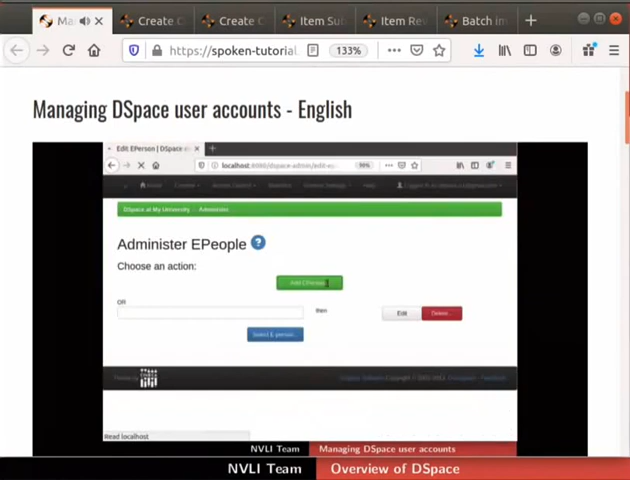 Ma
Create C
Create C
Item Su
Item Rev
Batch im
https://spoken-tutorial.
133%
Managing DSpace user accounts - English
Edit EPerson | DSpace
localhost:8080/dspace-admin/edit-e
90%
DSpace at My University
Administer
Administer EPeople ?
Choose an action:
Add EPerson...
OR
then
Edit
Delete...
Select E-person...
Read localhost
NVLI Team Managing DSpace user accounts
NVLI Team Overview of DSpace